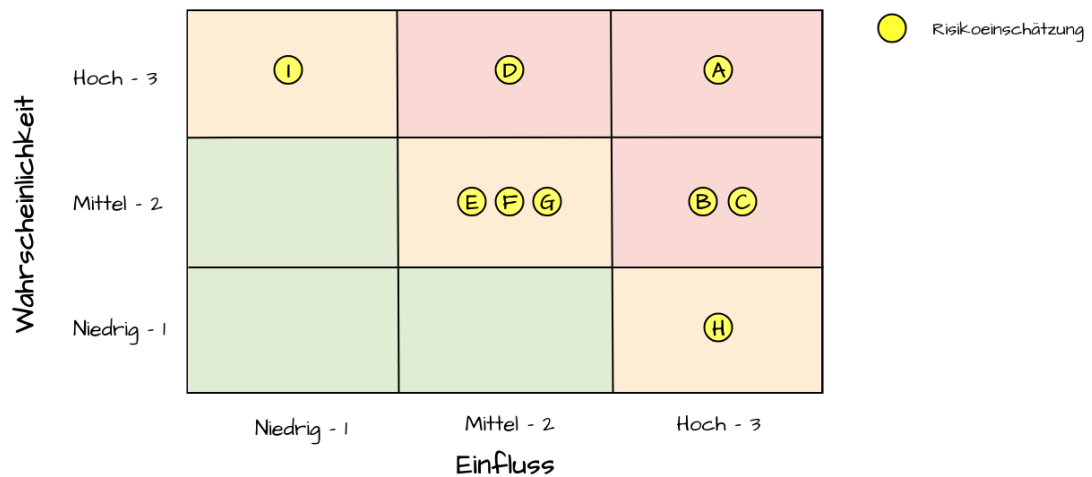 Risikoeinschätzung
Wahrscheinlichkeit
Hoch - 3
I
D
A
Mittel - 2
E F G
B C
Niedrig - 1
H
Niedrig - 1
Mittel - 2
Hoch - 3
Einfluss